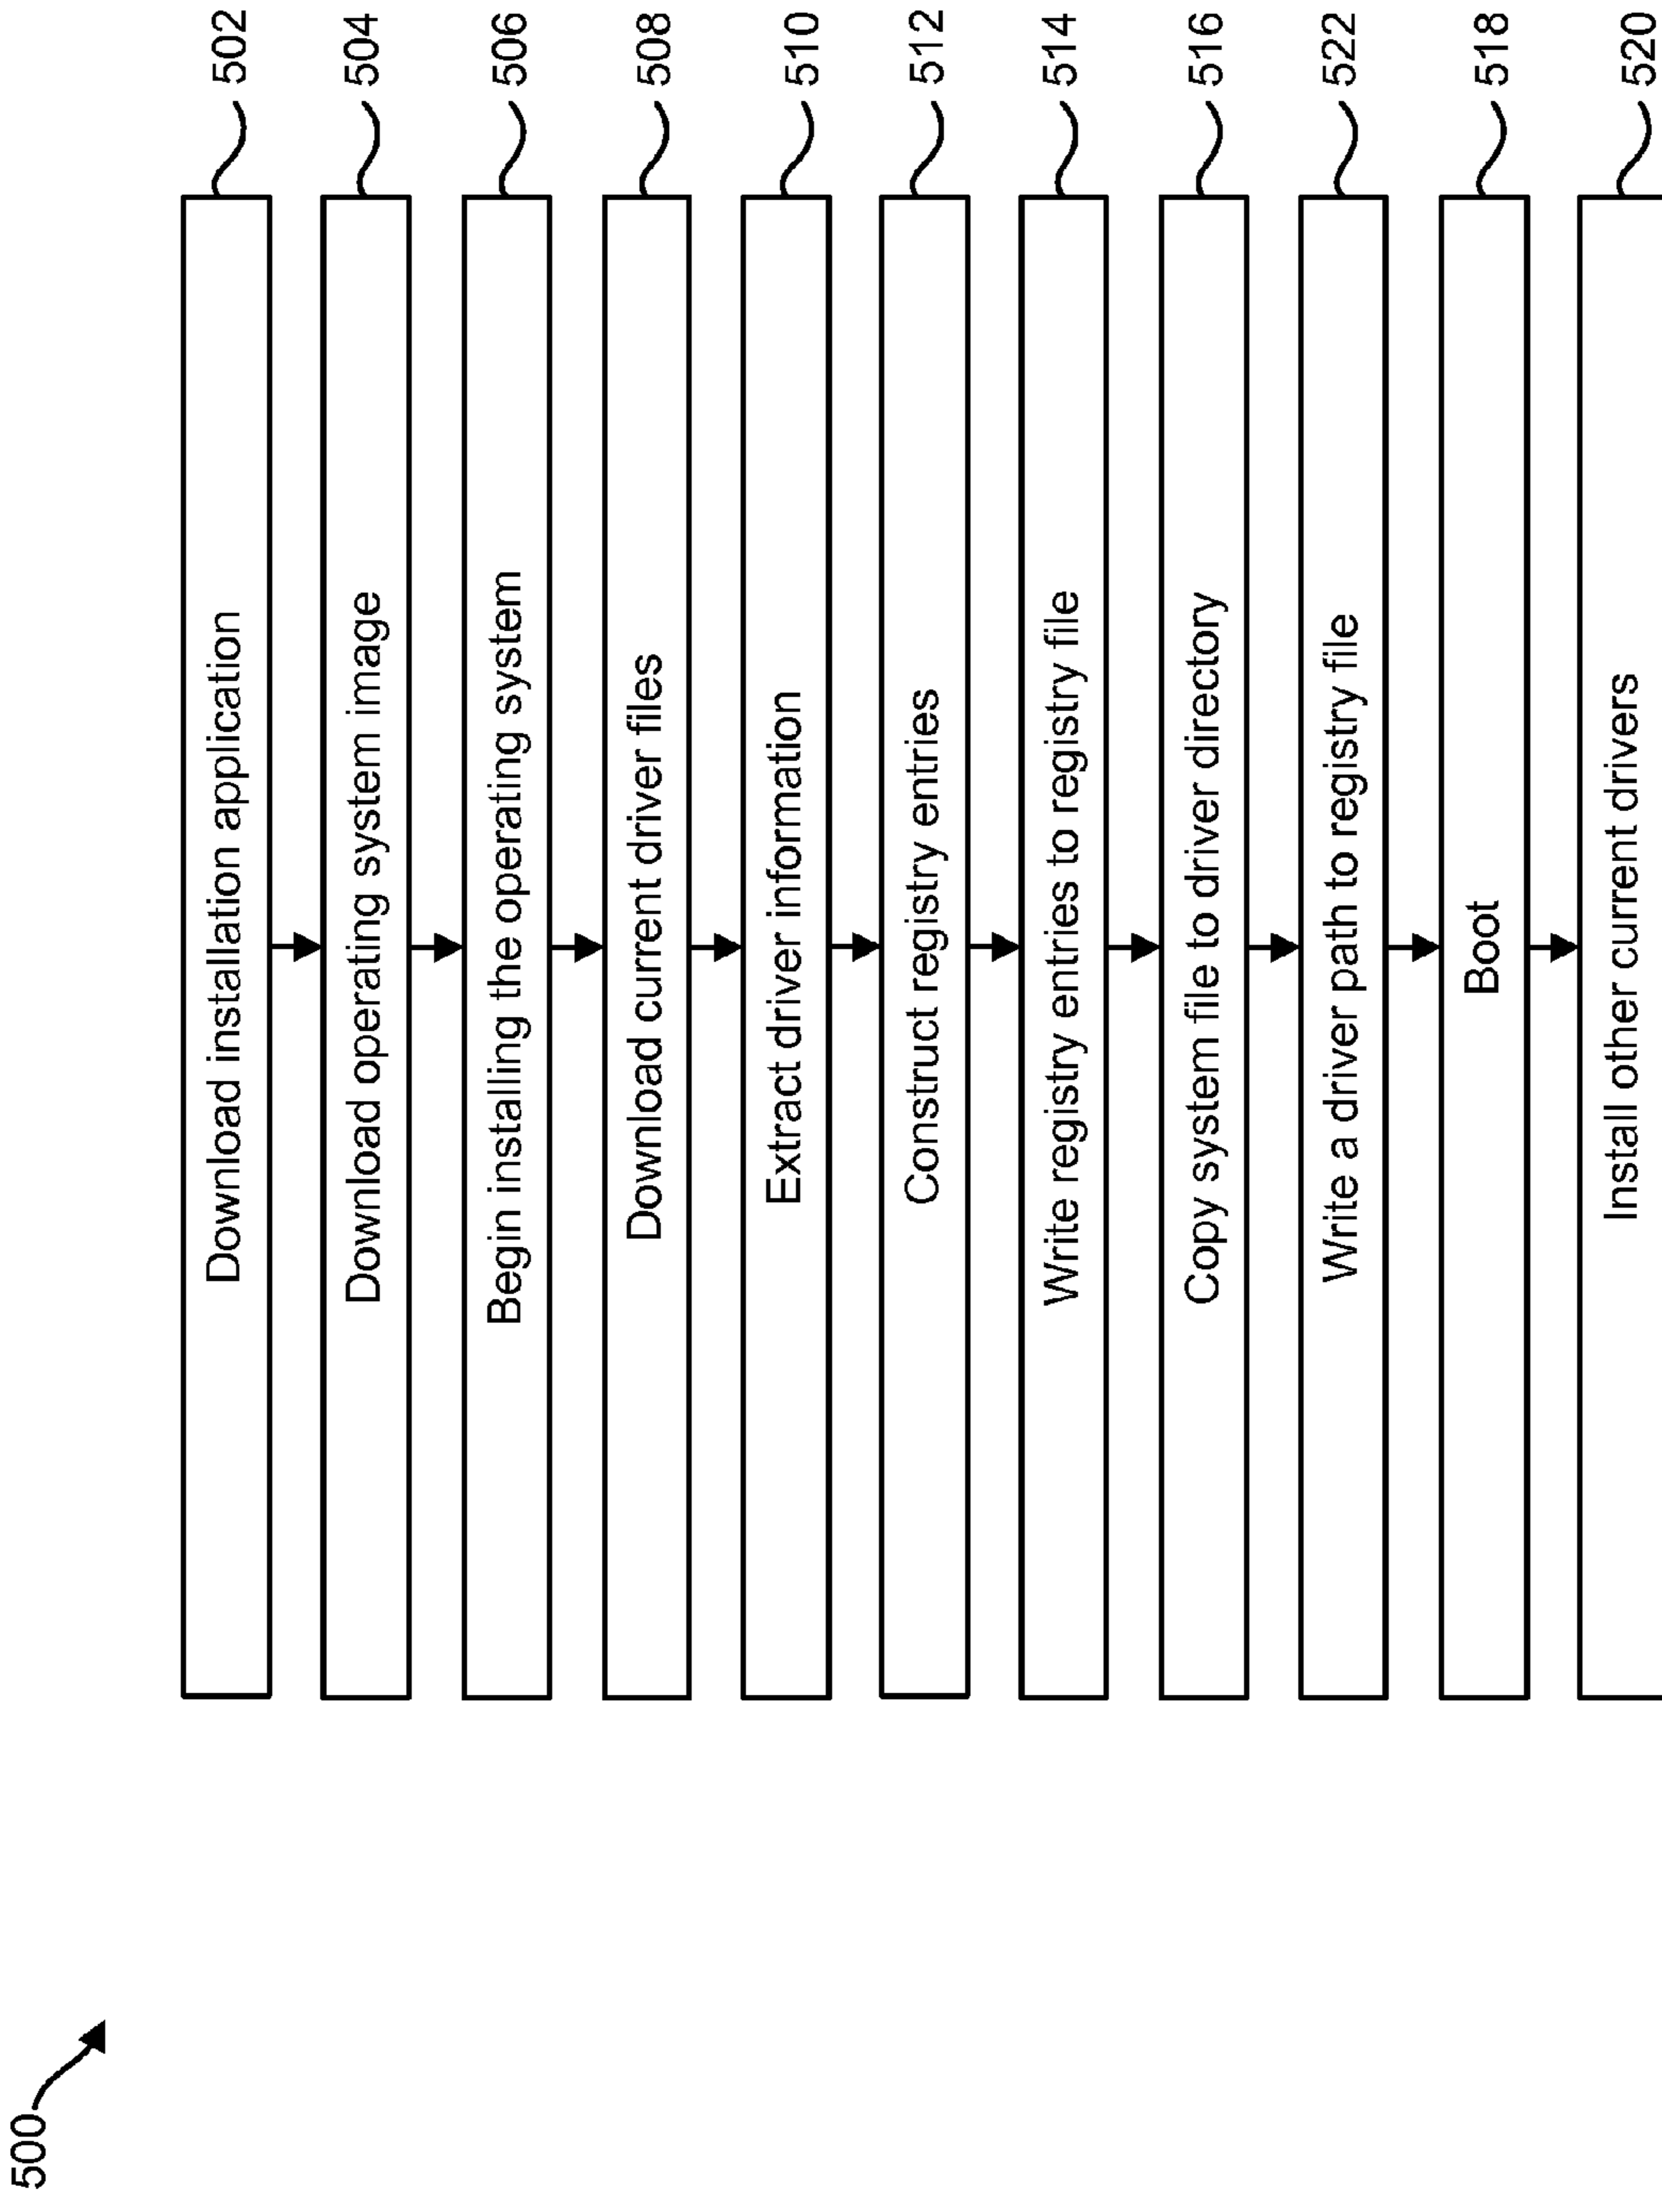 500
Download installation application
502
Download operating system image
504
Begin installing the operating system
506
Download current driver files
508
Extract driver information
510
Construct registry entries
512
Write registry entries to registry file
514
Copy system file to driver directory
516
Write a driver path to registry file
522
Boot
518
Install other current drivers
520